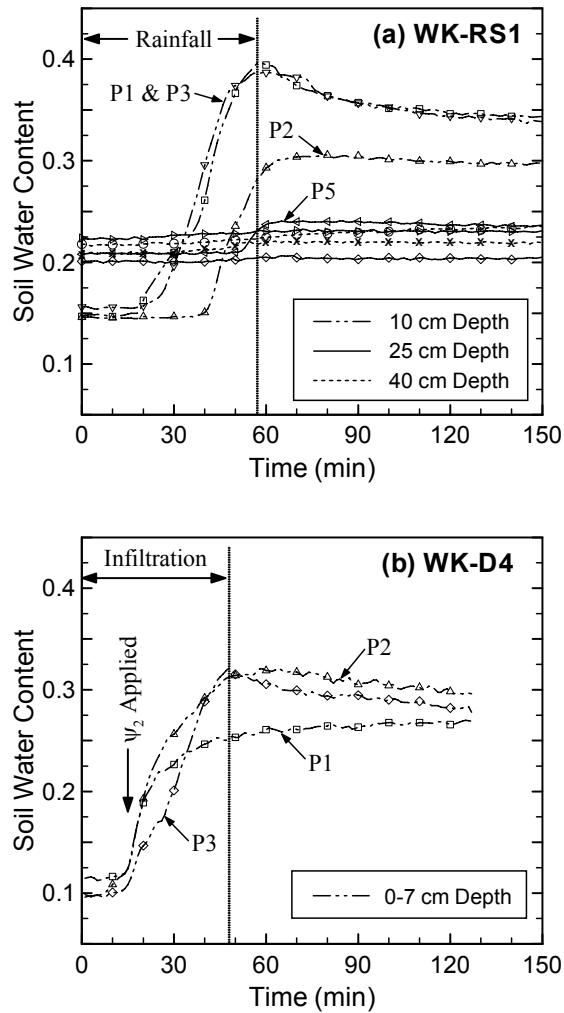 (a) WK-RS1
Rainfall
P1 & P3
P2
P5
0.4
0.3
0.2
0.1
Soil Water Content
10 cm Depth
25 cm Depth
40 cm Depth
0 30 60 90 120 150
Time (min)
(b) WK-D4
Infiltration
ψ2 Applied
P2
P1
P3
0.4
0.3
0.2
0.1
Soil Water Content
0-7 cm Depth
0 30 60 90 120 150
Time (min)